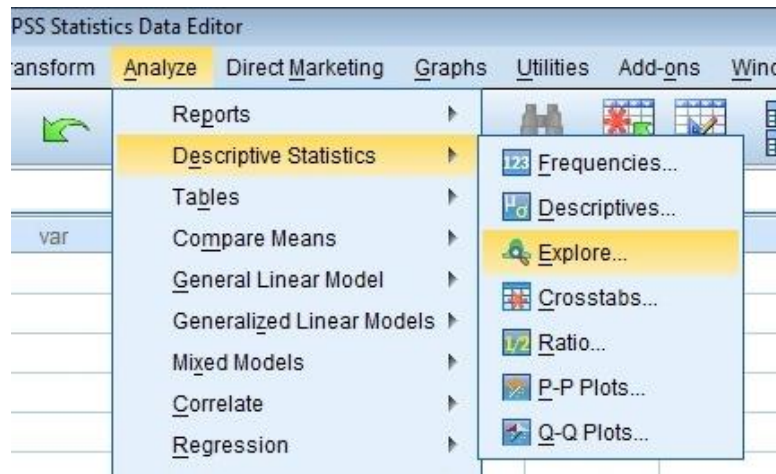 PSS Statistics Data Editor
ansform Analyze Direct Marketing Graphs Utilities Add-ons Wind
Reports
Descriptive Statistics
Tables
var
Compare Means
General Linear Model
Generalized Linear Models
Mixed Models
Correlate
Regression
123 Frequencies...
μσ Descriptives...
Explore...
Crosstabs...
1/2 Ratio...
P-P Plots...
Q-Q Plots...